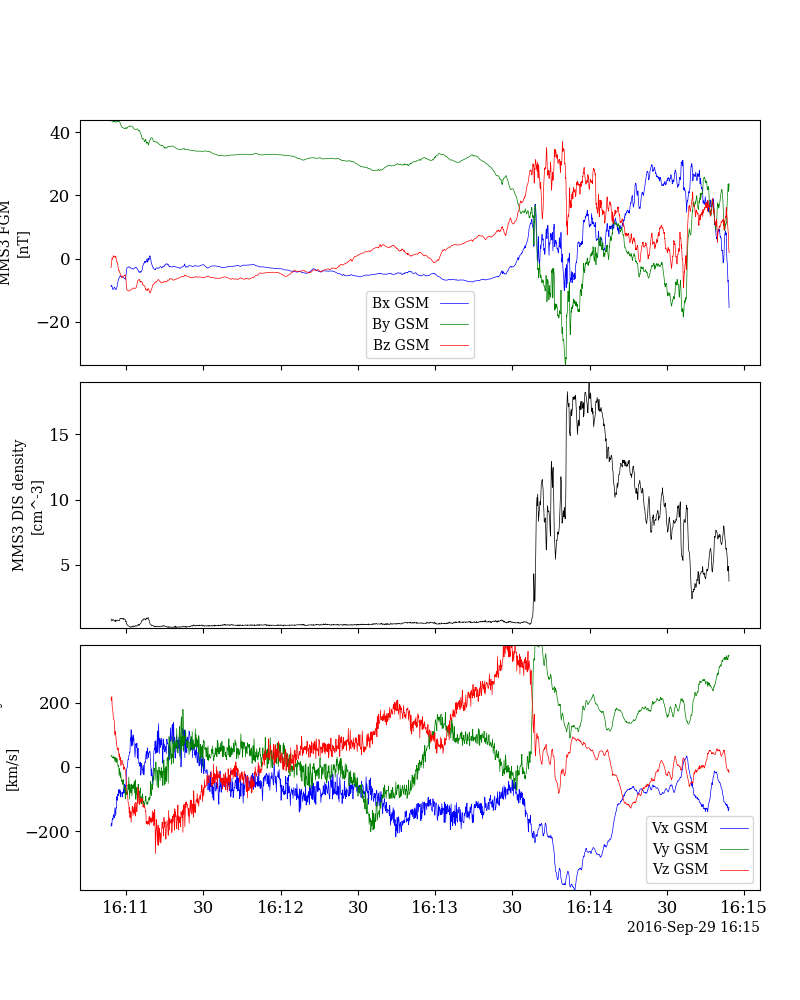 40
20
0
−20
MMS3 FGM
[nT]
Bx GSM
By GSM
Bz GSM
15
10
5
MMS3 DIS density
[cm^-3]
200
0
−200
[km/s]
Vx GSM
Vy GSM
Vz GSM
16:11 30 16:12 30 16:13 30 16:14 30 16:15
2016-Sep-29 16:15